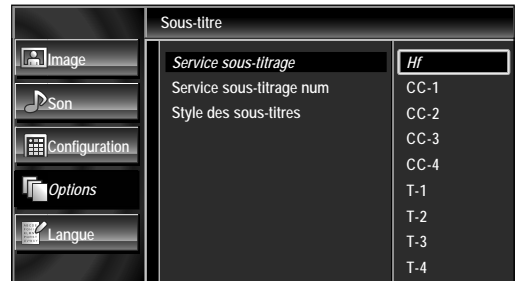 Sous-titre
Image
Son
Configuration
Options
Langue
Service sous-titrage
Service sous-titrage num
Style des sous-titres
Hf
CC-1
CC-2
CC-3
CC-4
T-1
T-2
T-3
T-4